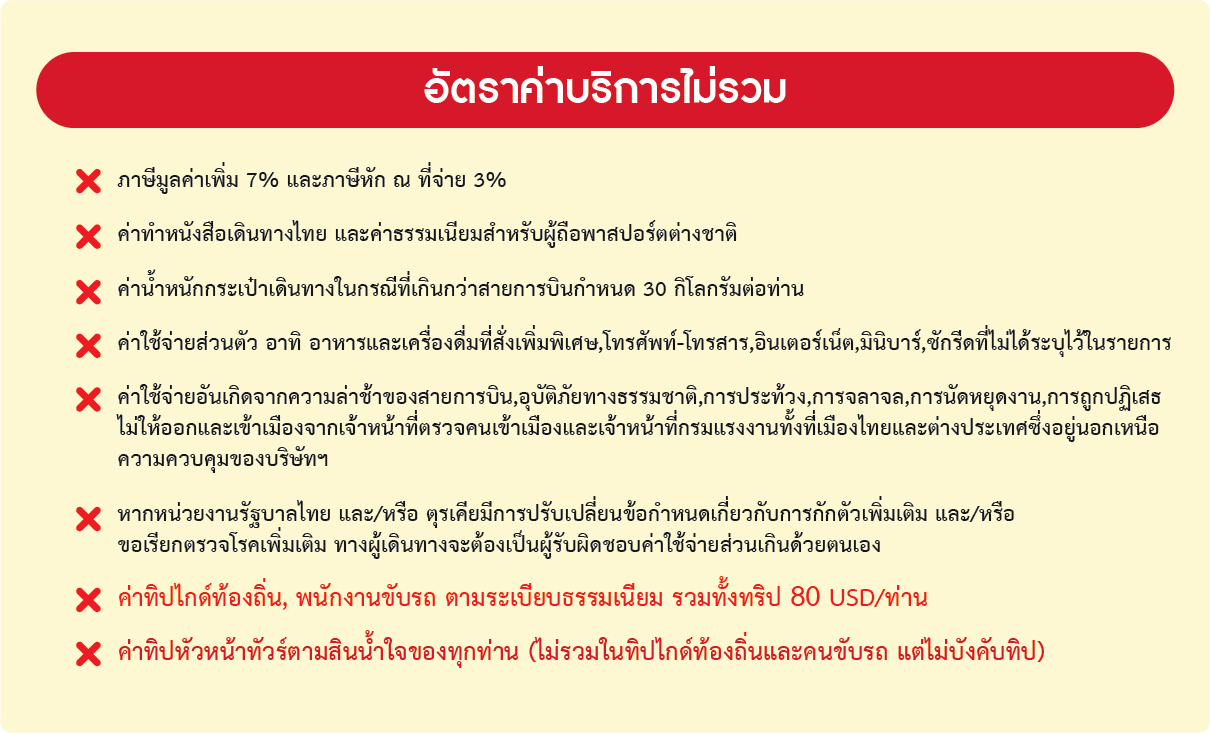 อัตราค่าบริการไม่รวม
ภาษีมูลค่าเพิ่ม 7% และภาษีหัก ณ ที่จ่าย 3%
ค่าทำหนังสือเดินทางไทย และค่าธรรมเนียมสำหรับผู้ถือพาสปอร์ตต่างชาติ
ค่าน้ำหนักกระเป๋าเดินทางในกรณีที่เกินกว่าสายการบินกำหนด 30 กิโลกรัมต่อท่าน
ค่าใช้จ่ายส่วนตัว อาทิ อาหารและเครื่องดื่มที่สั่งเพิ่มพิเศษ,โทรศัพท์-โทรสาร,อินเตอร์เน็ต,มินิบาร์,ซักรีดที่ไม่ได้ระบุไว้ในรายการ
ค่าใช้จ่ายอันเกิดจากความล่าช้าของสายการบิน,อุบัติภัยทางธรรมชาติ,การประท้วง,การจลาจล,การนัดหยุดงาน,การถูกปฏิเสธ
ไม่ให้ออกและเข้าเมืองจากเจ้าหน้าที่ตรวจคนเข้าเมืองและเจ้าหน้าที่กรมแรงงานทั้งที่เมืองไทยและต่างประเทศซึ่งอยู่นอกเหนือ
ความควบคุมของบริษัทฯ
หากหน่วยงานรัฐบาลไทย และ/หรือ ตุรเคียมีการปรับเปลี่ยนข้อกำหนดเกี่ยวกับการกักตัวเพิ่มเติม และ/หรือ
ขอเรียกตรวจโรคเพิ่มเติม ทางผู้เดินทางจะต้องเป็นผู้รับผิดชอบค่าใช้จ่ายส่วนเกินด้วยตนเอง
ค่าทิปไกด์ท้องถิ่น, พนักงานขับรถ ตามระเบียบธรรมเนียม รวมทั้งทริป 80 USD/ท่าน
ค่าทิปหัวหน้าทัวร์ตามสินน้ำใจของทุกท่าน (ไม่รวมในทิปไกด์ท้องถิ่นและคนขับรถ แต่ไม่บังคับทิป)